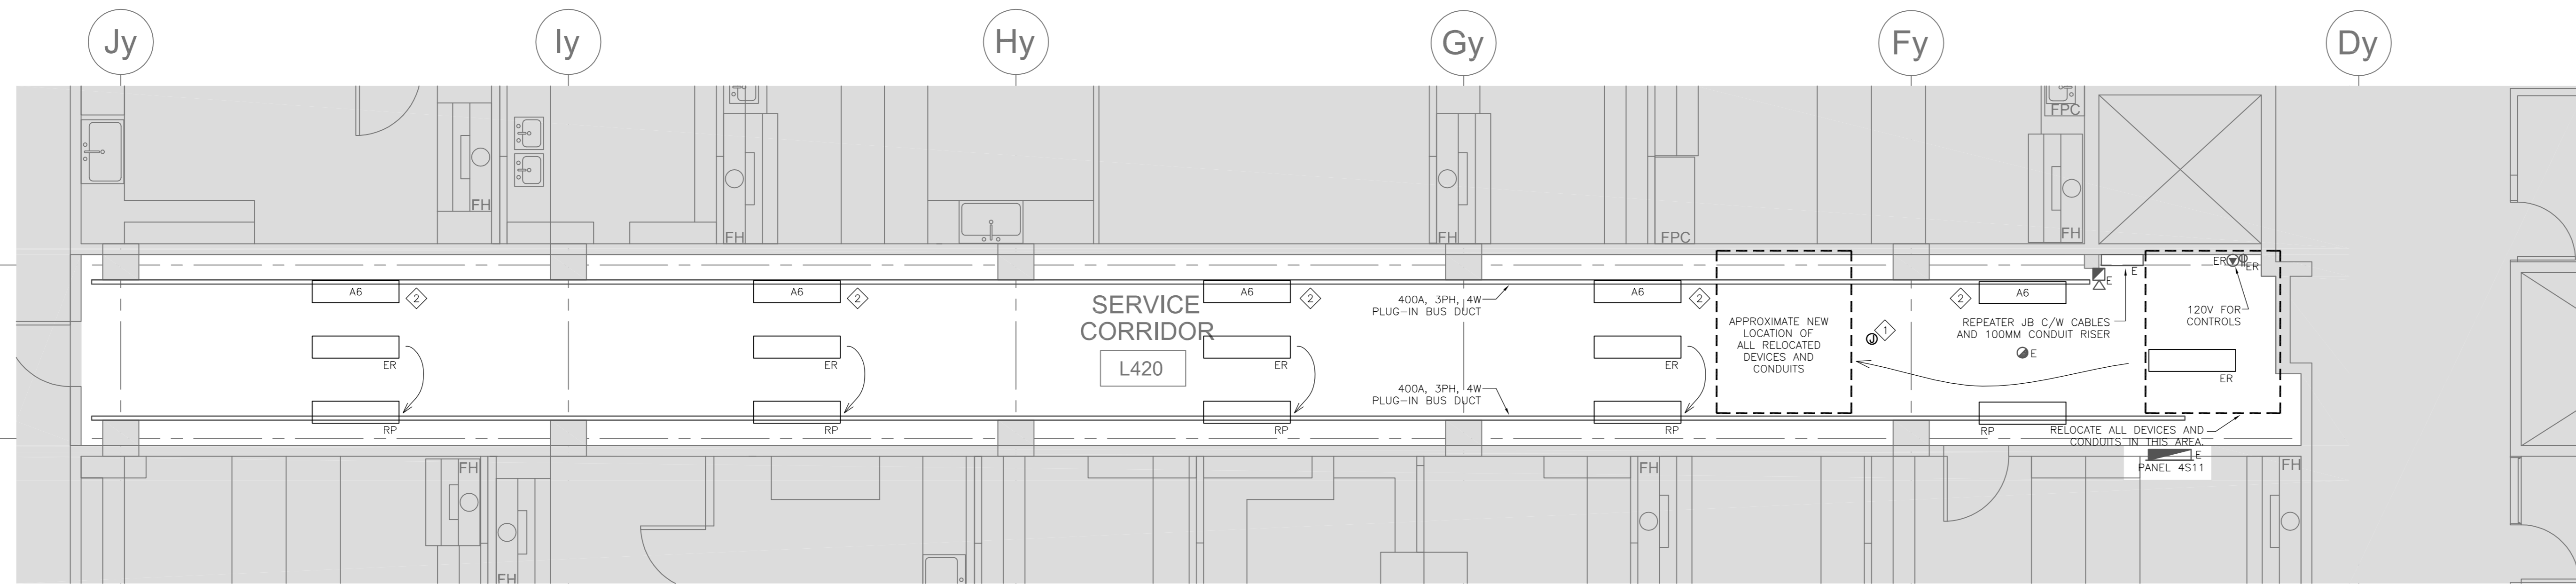 Jy
Iy
Hy
Gy
Fy
Dy
FPC
FH
FH
FH
FPC
FH
ER
ER
E
E
A6
2
A6
2
A6
2
A6
2
2
A6
SERVICE
CORRIDOR
L420
400A, 3PH, 4W
PLUG-IN BUS DUCT
APPROXIMATE NEW
LOCATION OF
ALL RELOCATED
DEVICES AND
CONDUITS
J
1
REPEATER JB C/W CABLES
AND 100MM CONDUIT RISER
E
120V FOR
CONTROLS
ER
ER
ER
ER
ER
400A, 3PH, 4W
PLUG-IN BUS DUCT
RP
RP
RP
RP
RP
RELOCATE ALL DEVICES AND
CONDUITS IN THIS AREA.
E
PANEL 4S11
FH
FH
FH
FH